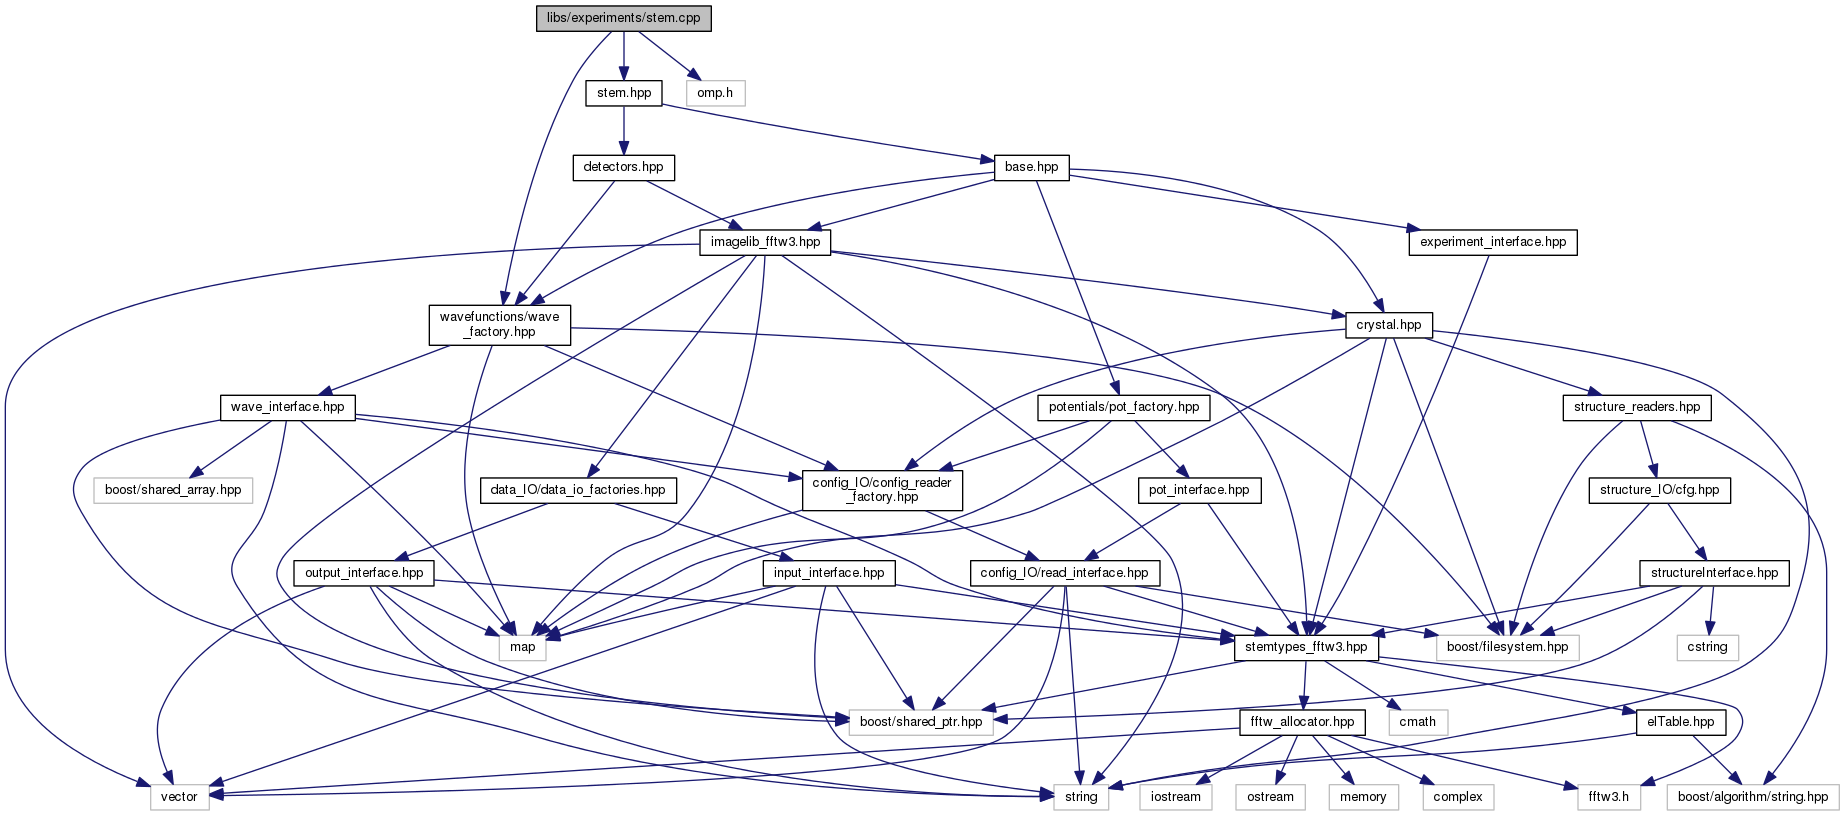 libs/experiments/stem.cpp
stem.hpp
omp.h
detectors.hpp
base.hpp
imagelib_fftw3.hpp
experiment_interface.hpp
wavefunctions/wave
_factory.hpp
crystal.hpp
wave_interface.hpp
potentials/pot_factory.hpp
structure_readers.hpp
boost/shared_array.hpp
data_IO/data_io_factories.hpp
config_IO/config_reader
_factory.hpp
pot_interface.hpp
structure_IO/cfg.hpp
output_interface.hpp
input_interface.hpp
config_IO/read_interface.hpp
structureInterface.hpp
map
stemtypes_fftw3.hpp
boost/filesystem.hpp
cstring
boost/shared_ptr.hpp
fftw_allocator.hpp
cmath
elTable.hpp
vector
string
iostream
ostream
memory
complex
fftw3.h
boost/algorithm/string.hpp